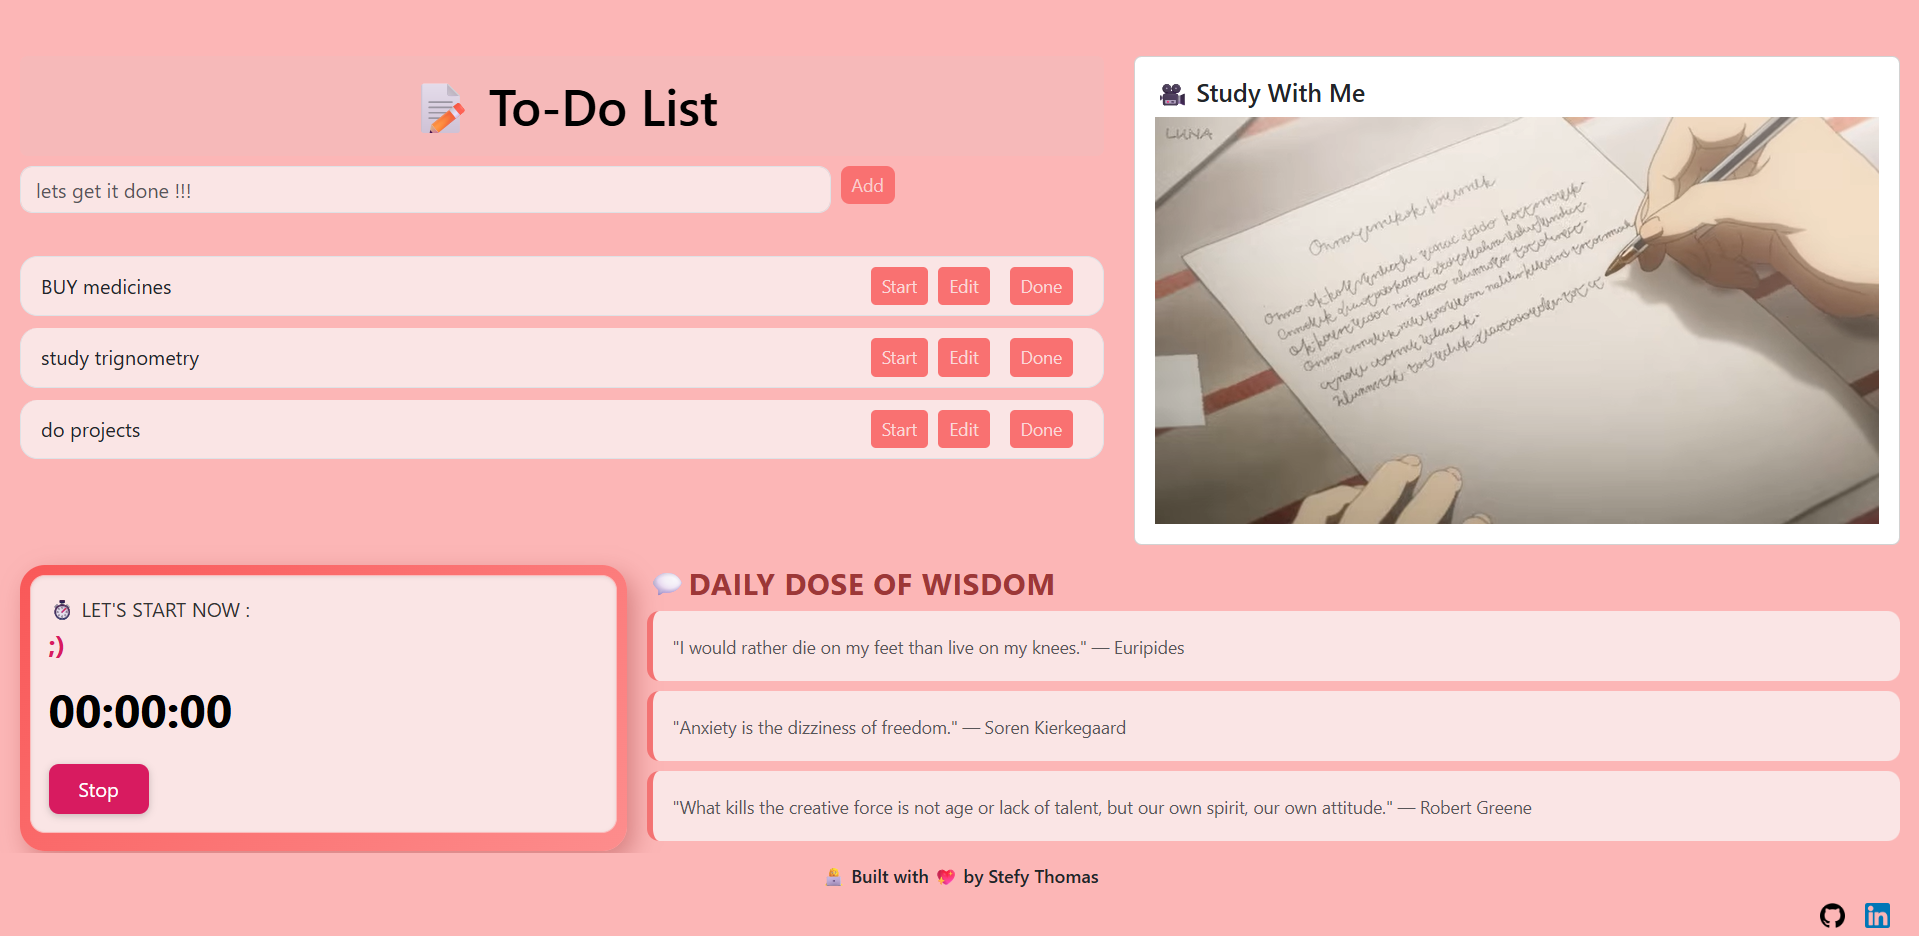 To-Do List
lets get it done !!!
Add
BUY medicines
Start Edit Done
study trignometry
Start Edit Done
do projects
Start Edit Done
Study With Me
LUNA
LET'S START NOW :
;)
00:00:00
Stop
DAILY DOSE OF WISDOM
"I would rather die on my feet than live on my knees." — Euripides
"Anxiety is the dizziness of freedom." — Soren Kierkegaard
"What kills the creative force is not age or lack of talent, but our own spirit, our own attitude." — Robert Greene
Built with 💖 by Stefy Thomas
in